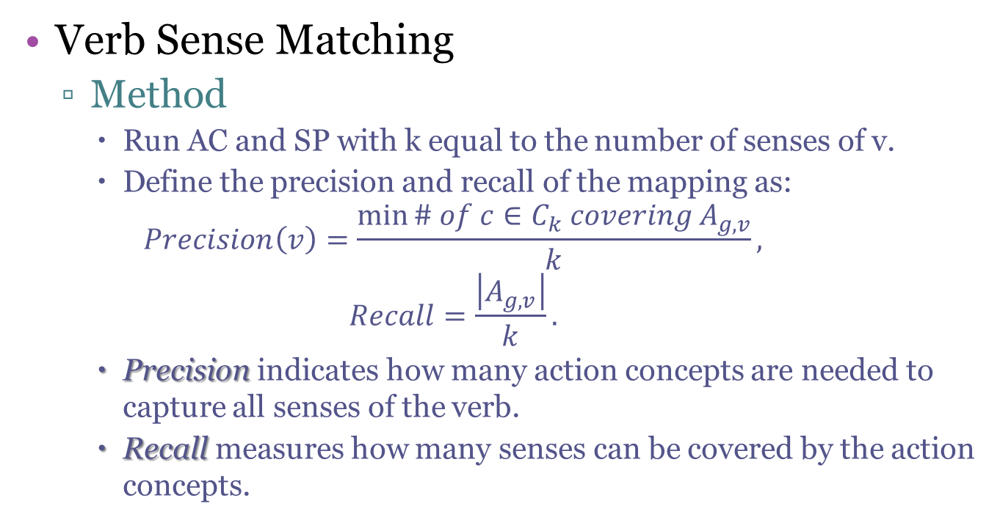 • Verb Sense Matching
▫ Method
• Run AC and SP with k equal to the number of senses of v.
• Define the precision and recall of the mapping as:
Precision(v) = min # of c ∈ C_k covering A_{g,v} / k ,
Recall = |A_{g,v}| / k .
• Precision indicates how many action concepts are needed to
capture all senses of the verb.
• Recall measures how many senses can be covered by the action
concepts.